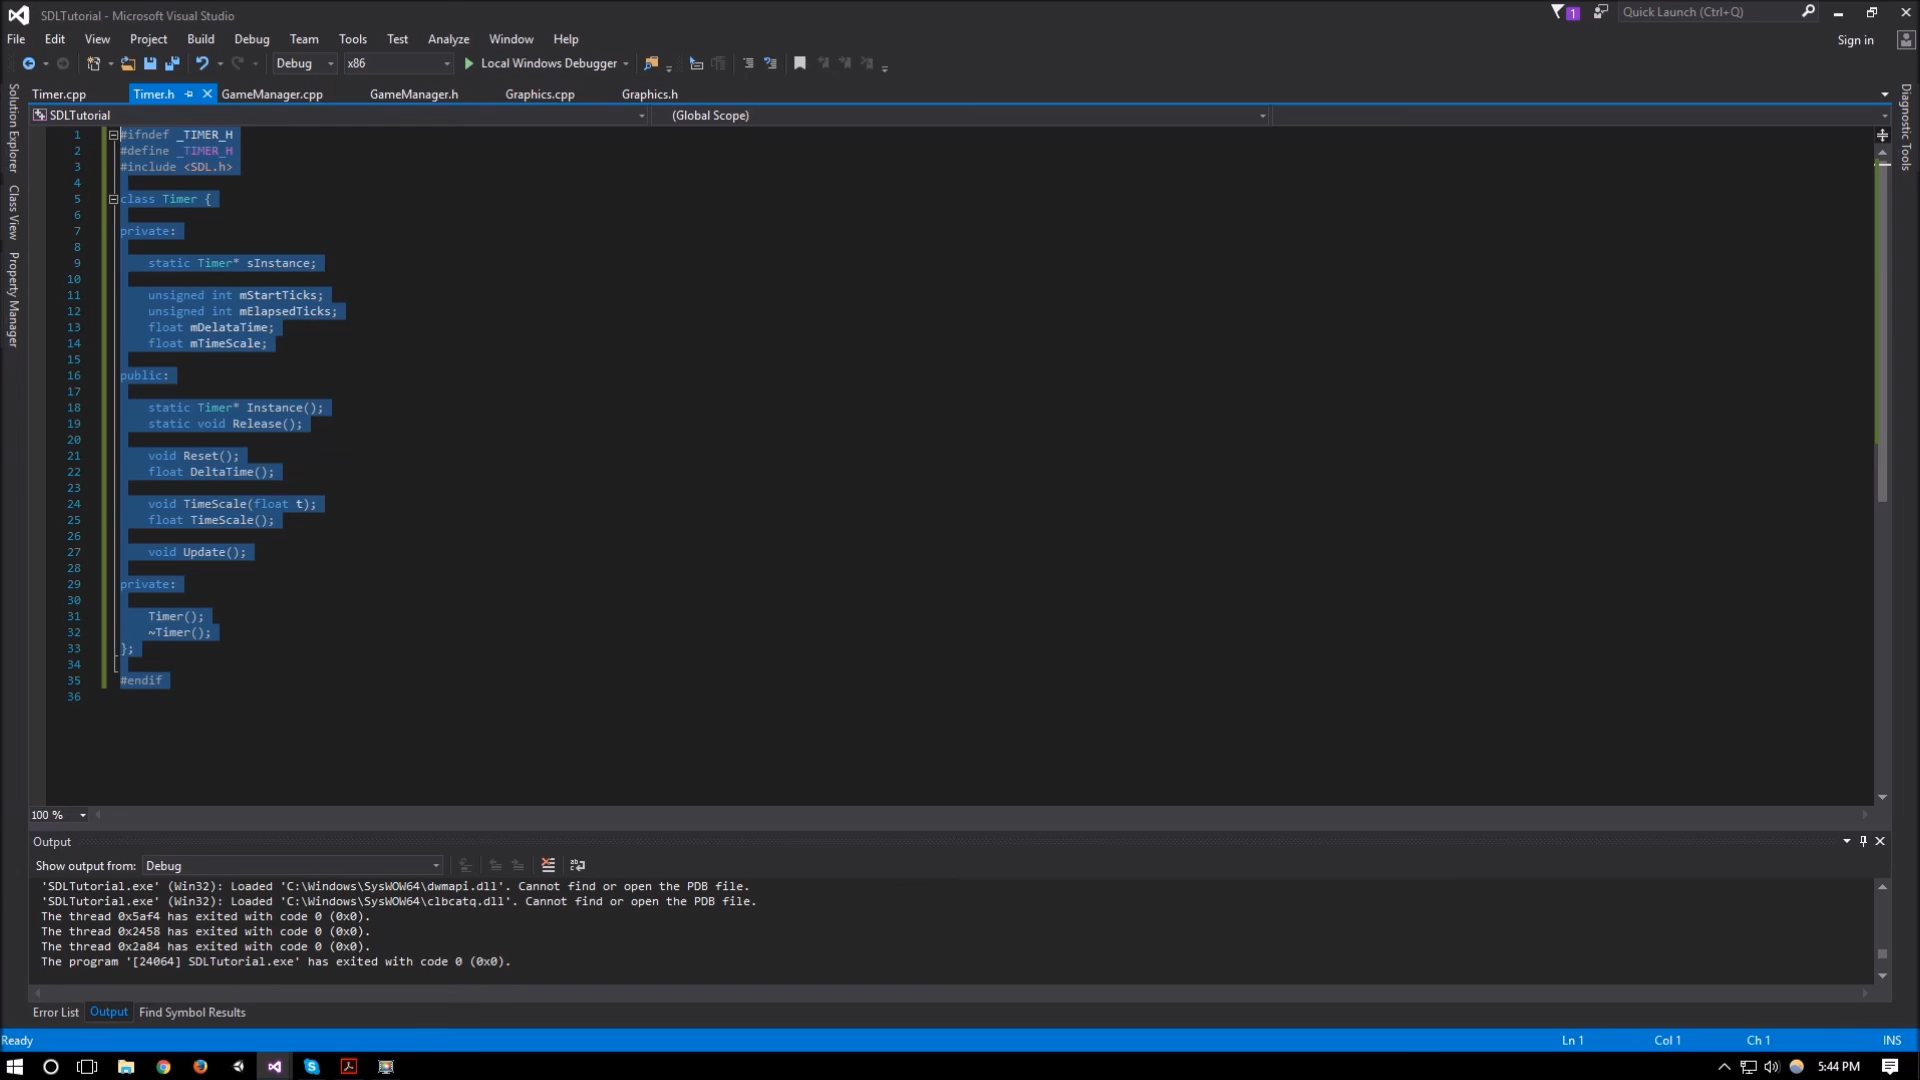 SDLTutorial - Microsoft Visual Studio
1
Quick Launch (Ctrl+Q)
File Edit View Project Build Debug Team Tools Test Analyze Window Help
Sign in
Debug x86 Local Windows Debugger
Timer.cpp Timer.h GameManager.cpp GameManager.h Graphics.cpp Graphics.h
SDLTutorial (Global Scope)
Solution Explorer
Class View
Property Manager
Diagnostic Tools
1 #ifndef _TIMER_H
2 #define _TIMER_H
3 #include <SDL.h>
4
5 class Timer {
6
7 private:
8
9 static Timer* sInstance;
10
11 unsigned int mStartTicks;
12 unsigned int mElapsedTicks;
13 float mDelataTime;
14 float mTimeScale;
15
16 public:
17
18 static Timer* Instance();
19 static void Release();
20
21 void Reset();
22 float DeltaTime();
23
24 void TimeScale(float t);
25 float TimeScale();
26
27 void Update();
28
29 private:
30
31 Timer();
32 ~Timer();
33 };
34
35 #endif
36
100 %
Output
Show output from: Debug
'SDLTutorial.exe' (Win32): Loaded 'C:\Windows\SysWOW64\dwmapi.dll'. Cannot find or open the PDB file.
'SDLTutorial.exe' (Win32): Loaded 'C:\Windows\SysWOW64\clbcatq.dll'. Cannot find or open the PDB file.
The thread 0x5af4 has exited with code 0 (0x0).
The thread 0x2458 has exited with code 0 (0x0).
The thread 0x2a84 has exited with code 0 (0x0).
The program '[24064] SDLTutorial.exe' has exited with code 0 (0x0).
Error List Output Find Symbol Results
Ready Ln 1 Col 1 Ch 1 INS
5:44 PM